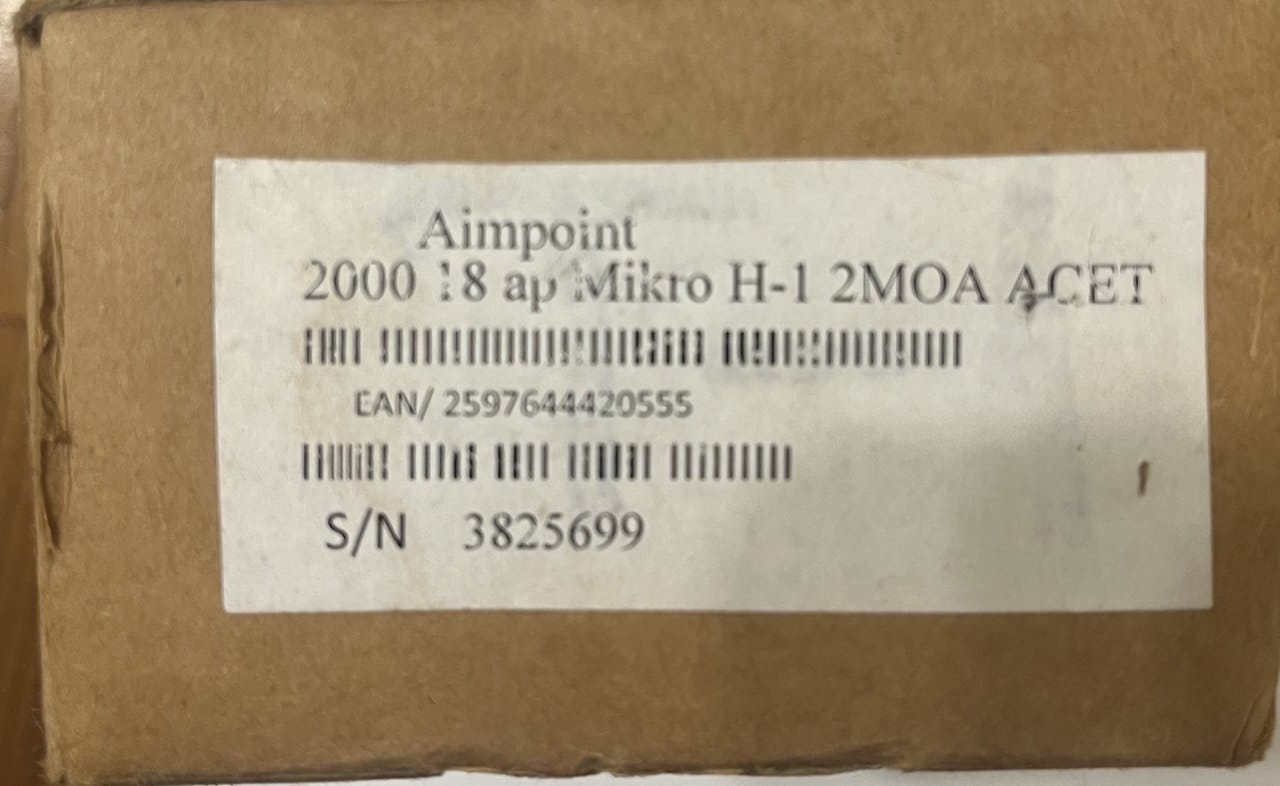 Aimpoint
2000 18 ap Mikro H-1 2MOA ACET
EAN/ 2597644420555
S/N 3825699